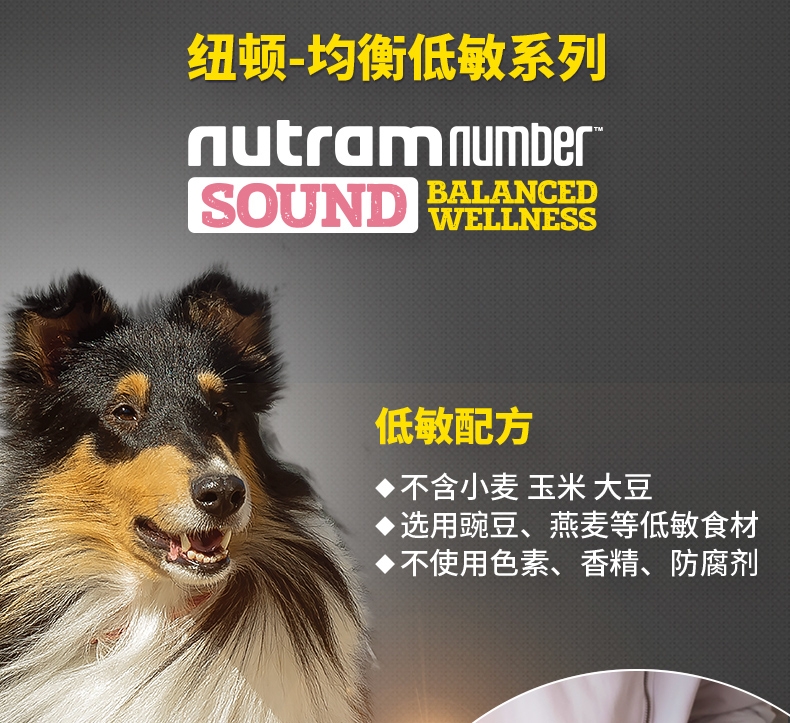 纽顿-均衡低敏系列
nutram number™
SOUND BALANCED WELLNESS
低敏配方
◆不含小麦 玉米 大豆
◆选用豌豆、燕麦等低敏食材
◆不使用色素、香精、防腐剂